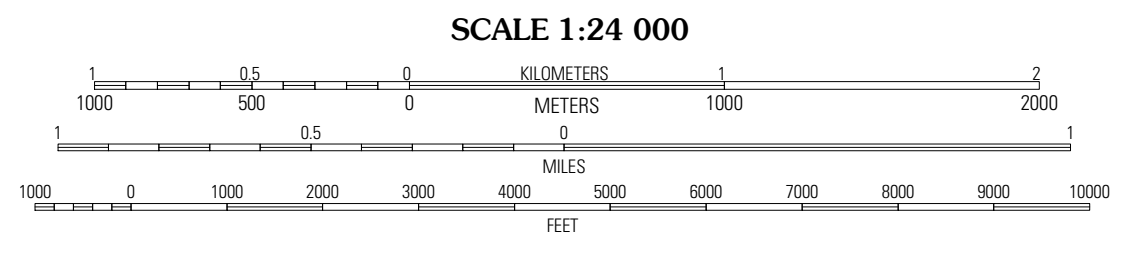 SCALE 1:24 000
1 0.5 0 KILOMETERS 1 2
1000 500 0 METERS 1000 2000
1 0.5 0 1
MILES
1000 0 1000 2000 3000 4000 5000 6000 7000 8000 9000 10000
FEET